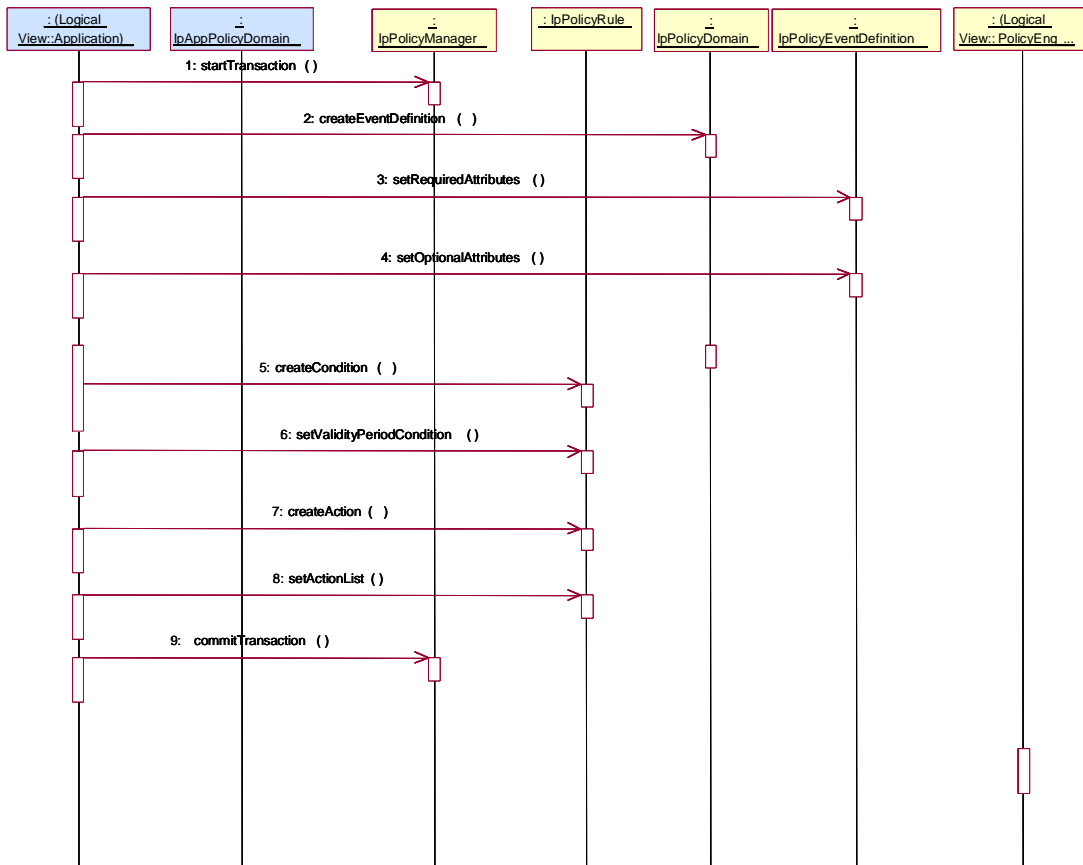 : (Logical
View::Application)
:
IpAppPolicyDomain
:
IpPolicyManager
: IpPolicyRule
:
IpPolicyDomain
:
IpPolicyEventDefinition
: (Logical
View:: PolicyEng ...
1: startTransaction ( )
2: createEventDefinition ( )
3: setRequiredAttributes ( )
4: setOptionalAttributes ( )
5: createCondition ( )
6: setValidityPeriodCondition ( )
7: createAction ( )
8: setActionList ( )
9: commitTransaction ( )